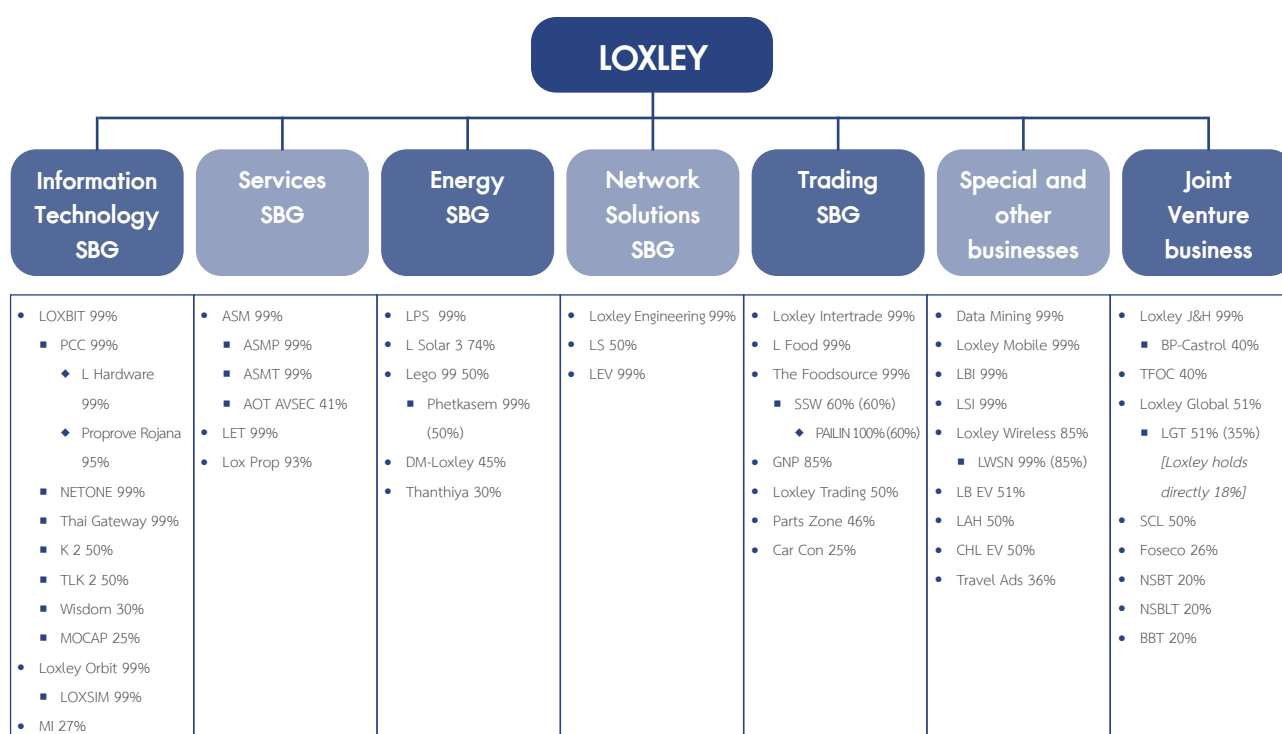 LOXLEY
Information
Technology
SBG
Services
SBG
Energy
SBG
Network
Solutions
SBG
Trading
SBG
Special and
other
businesses
Joint
Venture
business
• LOXBIT 99%
▪ PCC 99%
◆ L Hardware
99%
◆ Proprove Rojana
95%
▪ NETONE 99%
▪ Thai Gateway 99%
▪ K 2 50%
▪ TLK 2 50%
▪ Wisdom 30%
▪ MOCAP 25%
• Loxley Orbit 99%
▪ LOXSIM 99%
• MI 27%
• ASM 99%
▪ ASMP 99%
▪ ASMT 99%
▪ AOT AVSEC 41%
• LET 99%
• Lox Prop 93%
• LPS 99%
• L Solar 3 74%
• Lego 99 50%
▪ Phetkasem 99%
(50%)
• DM-Loxley 45%
• Thanthiya 30%
• Loxley Engineering 99%
• LS 50%
• LEV 99%
• Loxley Intertrade 99%
• L Food 99%
• The Foodsource 99%
▪ SSW 60% (60%)
◆ PAILIN 100% (60%)
• GNP 85%
• Loxley Trading 50%
• Parts Zone 46%
• Car Con 25%
• Data Mining 99%
• Loxley Mobile 99%
• LBI 99%
• LSI 99%
• Loxley Wireless 85%
▪ LWSN 99% (85%)
• LB EV 51%
• LAH 50%
• CHL EV 50%
• Travel Ads 36%
• Loxley J&H 99%
▪ BP-Castrol 40%
• TFOC 40%
• Loxley Global 51%
▪ LGT 51% (35%)
[Loxley holds
directly 18%]
• SCL 50%
• Foseco 26%
• NSBT 20%
• NSBLT 20%
• BBT 20%